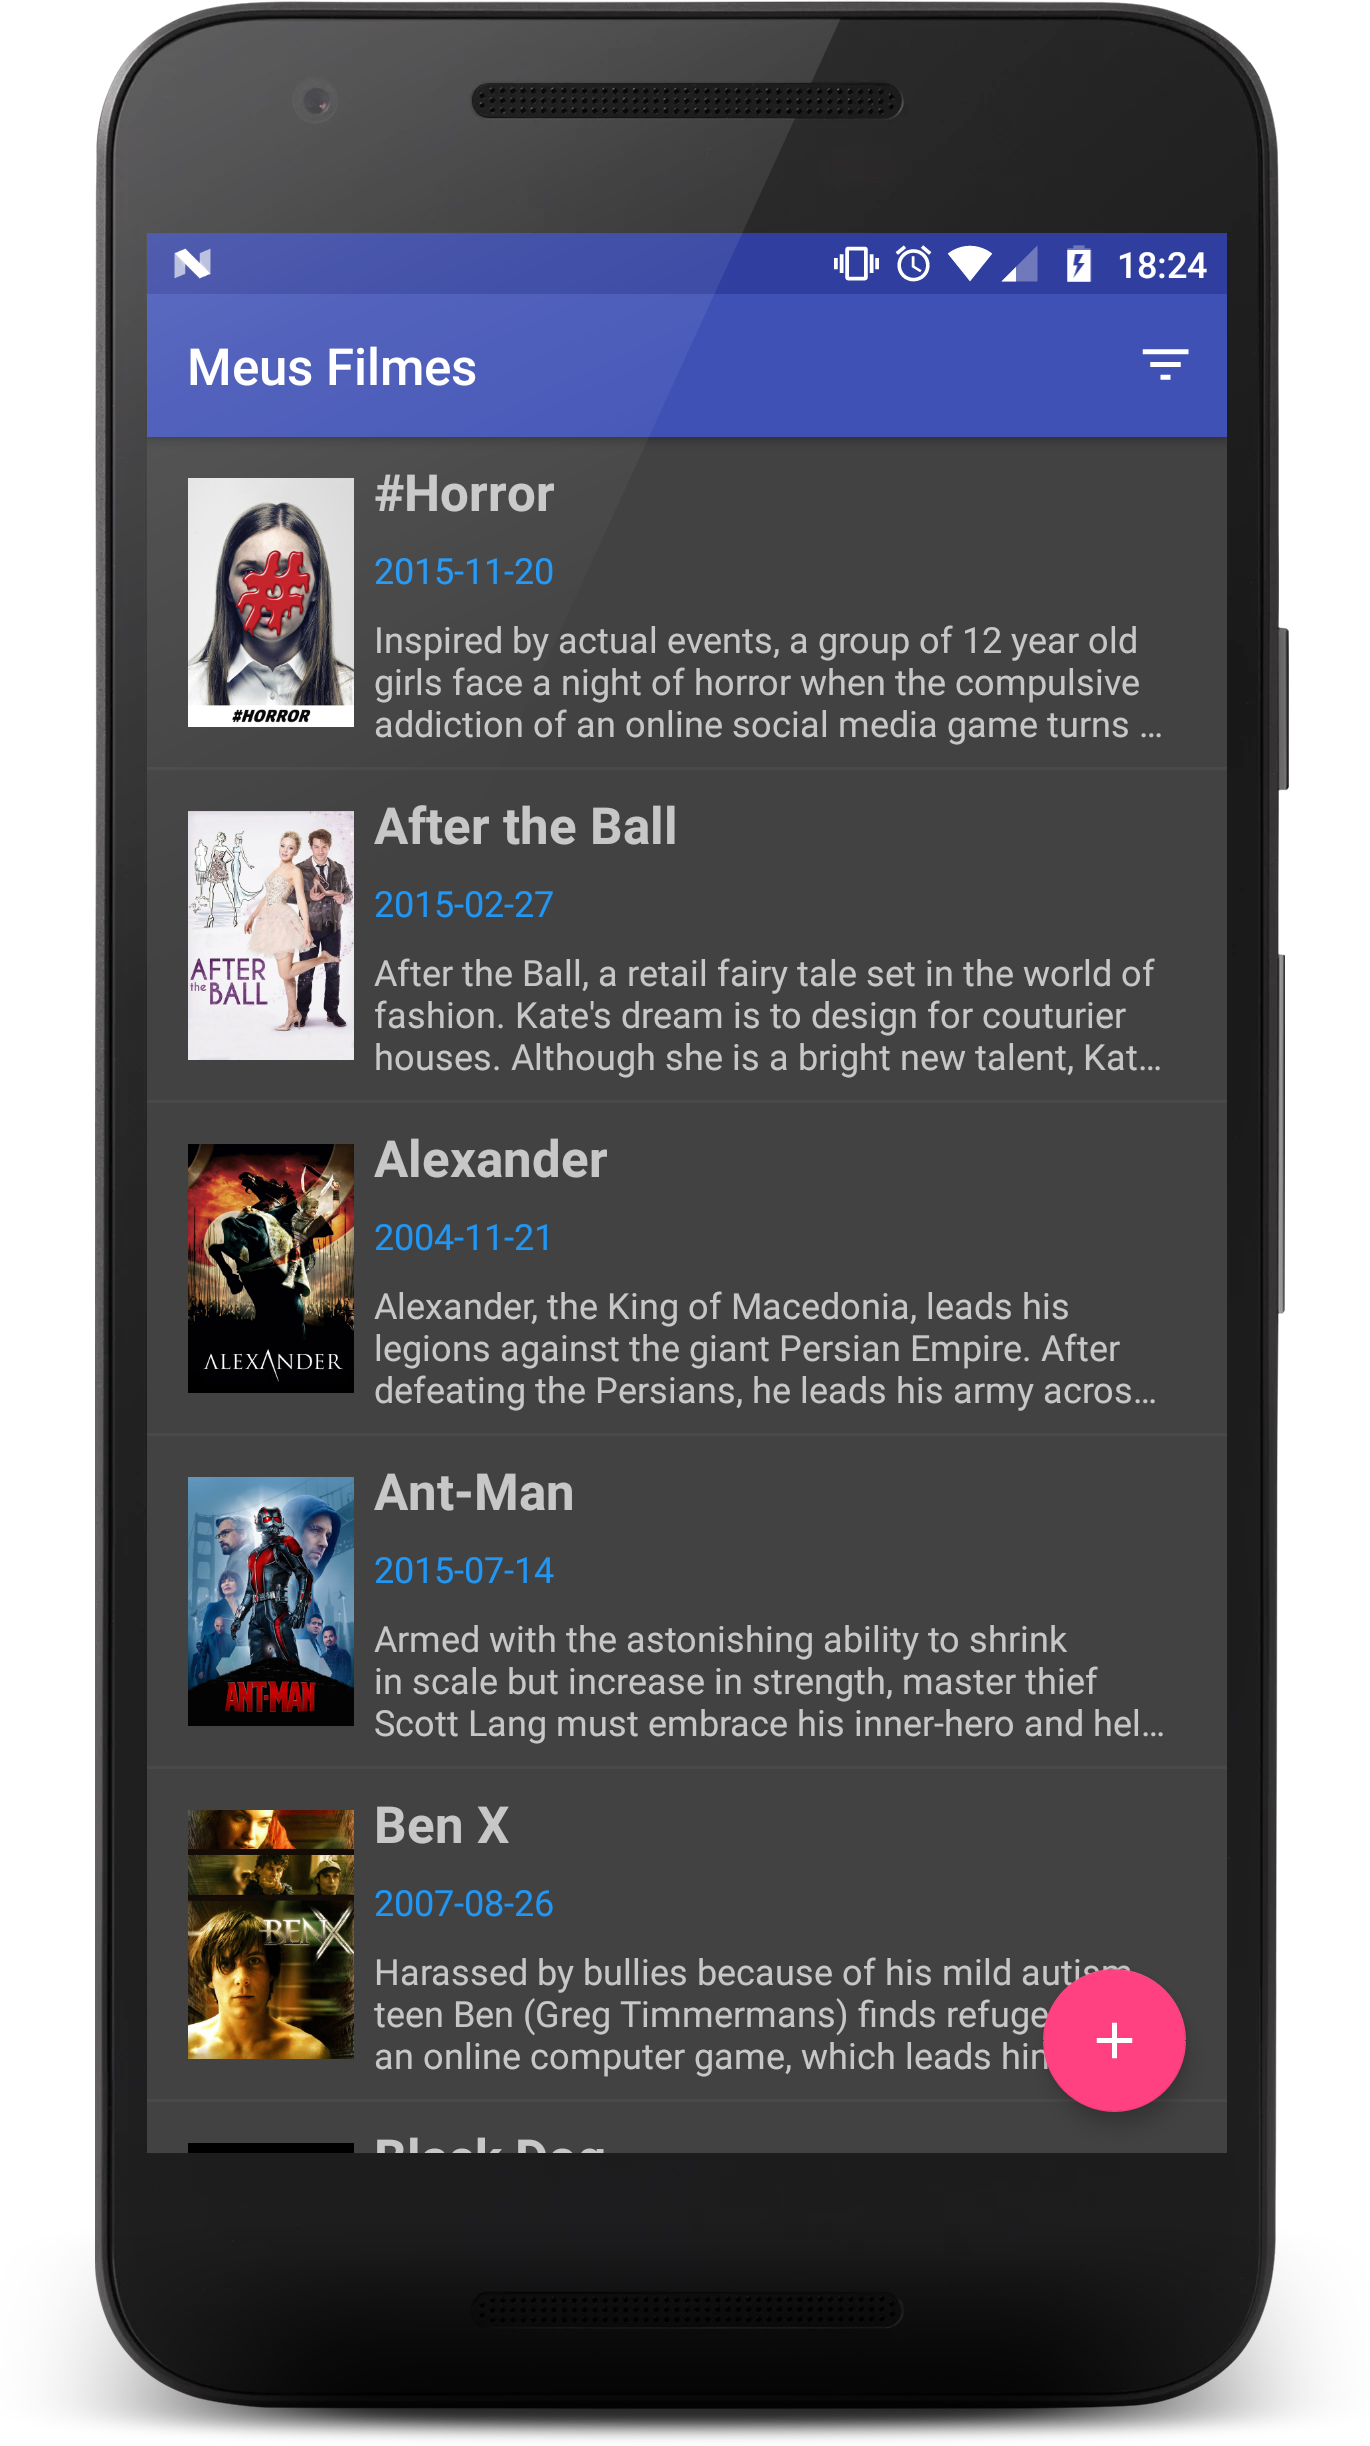 18:24
Meus Filmes
#Horror
2015-11-20
Inspired by actual events, a group of 12 year old
girls face a night of horror when the compulsive
addiction of an online social media game turns ...
#HORROR
After the Ball
2015-02-27
After the Ball, a retail fairy tale set in the world of
fashion. Kate's dream is to design for couturier
houses. Although she is a bright new talent, Kat...
AFTER
the BALL
Alexander
2004-11-21
Alexander, the King of Macedonia, leads his
legions against the giant Persian Empire. After
defeating the Persians, he leads his army acros...
ALEXANDER
Ant-Man
2015-07-14
Armed with the astonishing ability to shrink
in scale but increase in strength, master thief
Scott Lang must embrace his inner-hero and hel...
ANT-MAN
Ben X
2007-08-26
Harassed by bullies because of his mild autism
teen Ben (Greg Timmermans) finds refuge
an online computer game, which leads him
BEN X
Black Dog